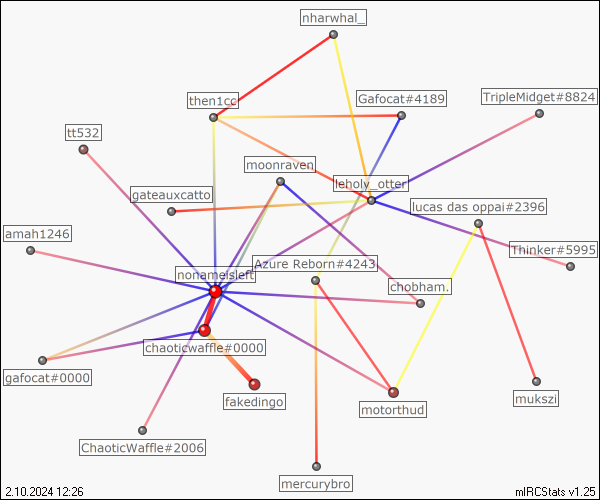 nharwhal_
then1cc
Gafocat#4189
TripleMidget#8824
tt532
moonraven
leholy_otter
gateauxcatto
lucas das oppai#2396
amah1246
Thinker#5995
nonameisleft
Azure Reborn#4243
chobham.
chaoticwaffle#0000
gafocat#0000
fakedingo
motorthud
mukszi
ChaoticWaffle#2006
mercurybro
2.10.2024 12:26
mIRCStats v1.25